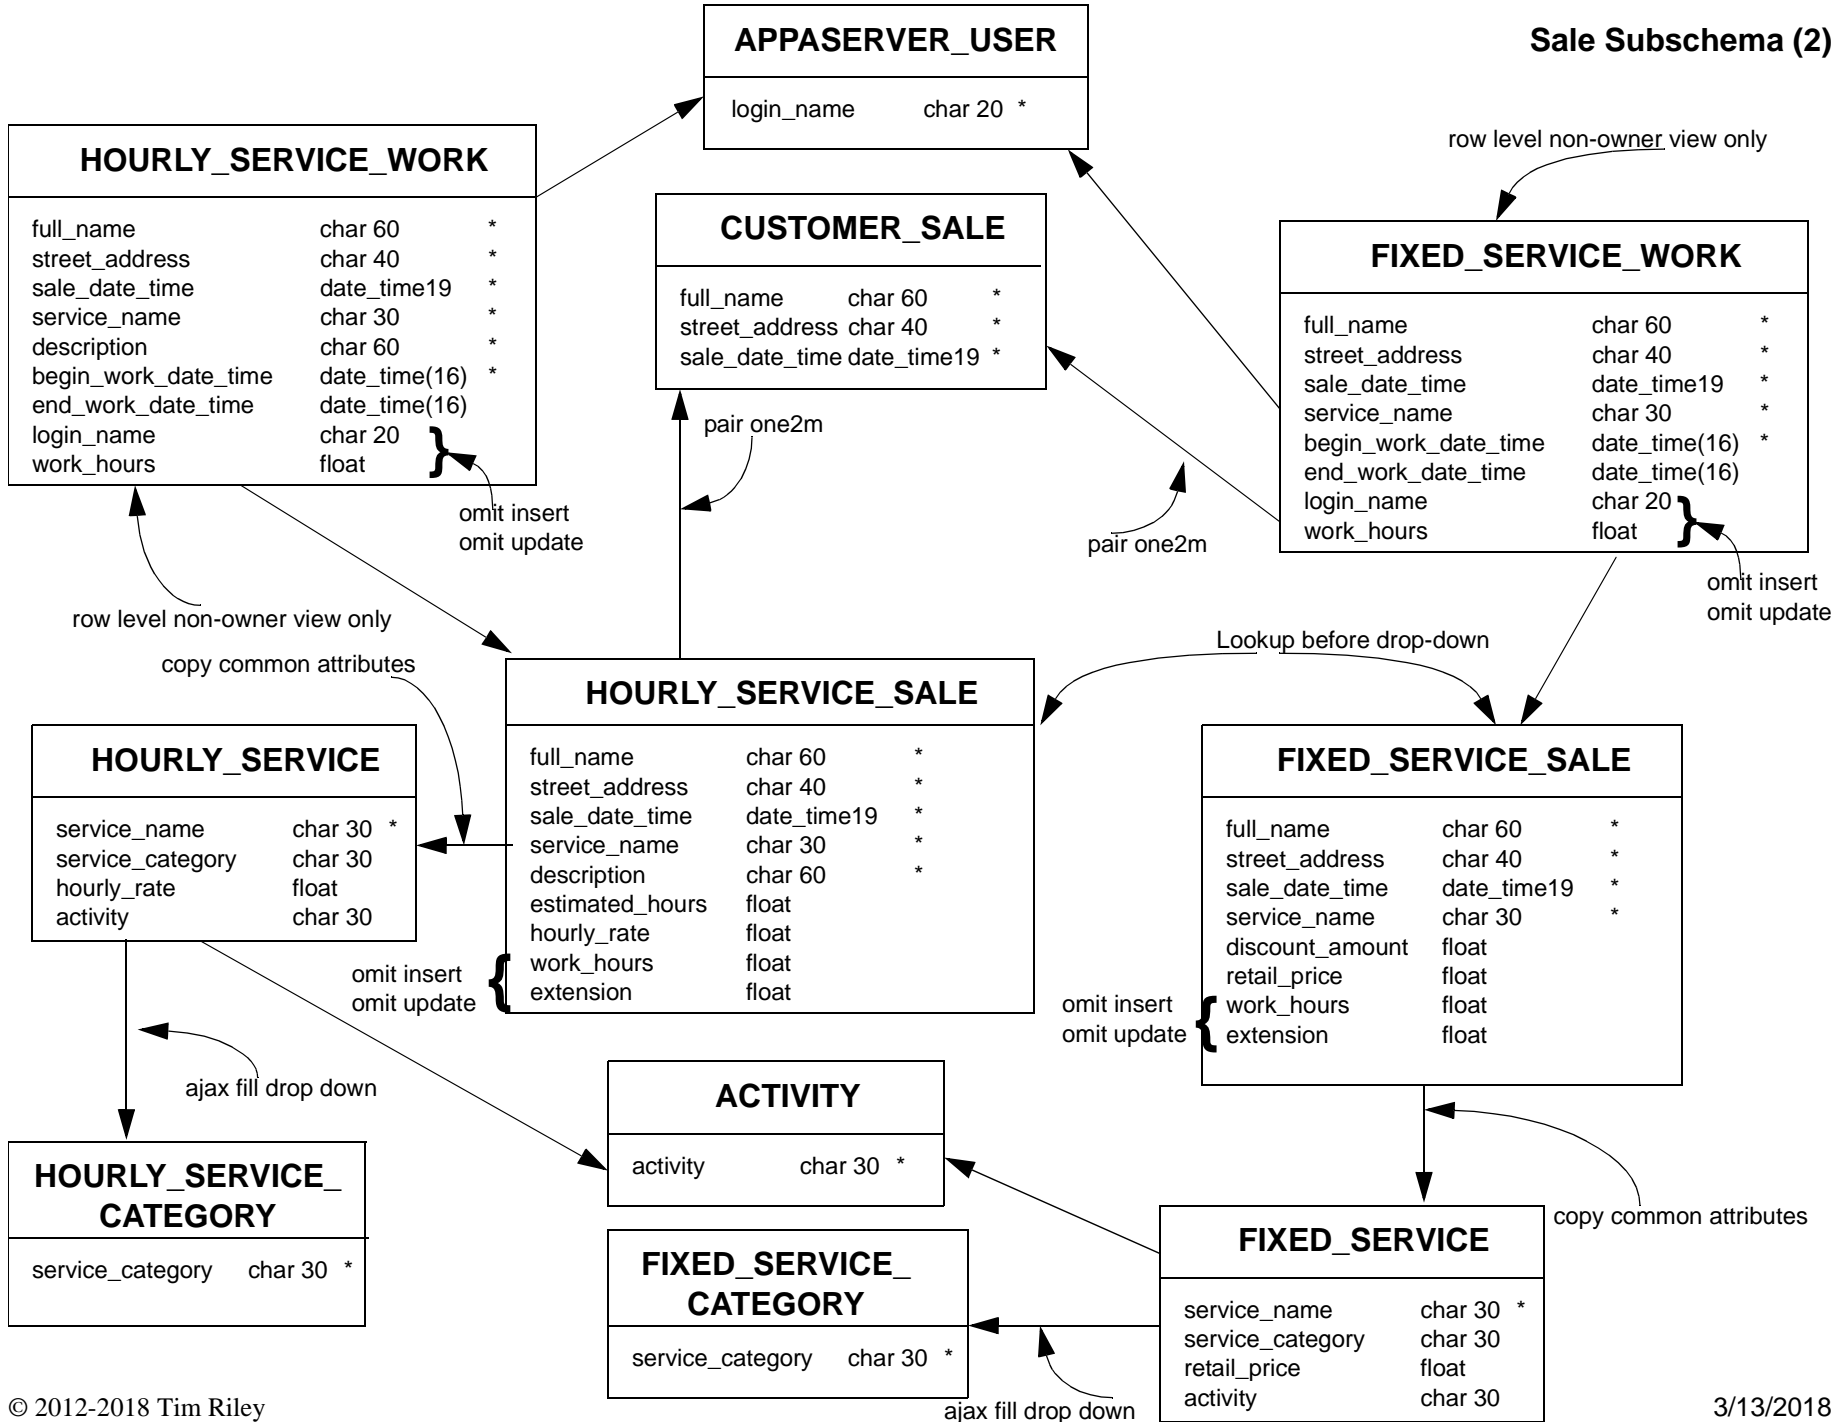 Sale Subschema (2)
APPASERVER_USER
login_name char 20 *
HOURLY_SERVICE_WORK
full_name char 60 *
street_address char 40 *
sale_date_time date_time19 *
service_name char 30 *
description char 60 *
begin_work_date_time date_time(16) *
end_work_date_time date_time(16)
login_name char 20
work_hours float
}
omit insert
omit update
row level non-owner view only
CUSTOMER_SALE
full_name char 60 *
street_address char 40 *
sale_date_time date_time19 *
pair one2m
row level non-owner view only
FIXED_SERVICE_WORK
full_name char 60 *
street_address char 40 *
sale_date_time date_time19 *
service_name char 30 *
begin_work_date_time date_time(16) *
end_work_date_time date_time(16)
login_name char 20
work_hours float
}
omit insert
omit update
pair one2m
Lookup before drop-down
copy common attributes
HOURLY_SERVICE_SALE
full_name char 60 *
street_address char 40 *
sale_date_time date_time19 *
service_name char 30 *
description char 60 *
estimated_hours float
hourly_rate float
work_hours float
extension float
omit insert
omit update
{
HOURLY_SERVICE
service_name char 30 *
service_category char 30
hourly_rate float
activity char 30
ajax fill drop down
FIXED_SERVICE_SALE
full_name char 60 *
street_address char 40 *
sale_date_time date_time19 *
service_name char 30 *
discount_amount float
retail_price float
work_hours float
extension float
omit insert
omit update
{
copy common attributes
HOURLY_SERVICE_
CATEGORY
service_category char 30 *
ACTIVITY
activity char 30 *
FIXED_SERVICE_
CATEGORY
service_category char 30 *
FIXED_SERVICE
service_name char 30 *
service_category char 30
retail_price float
activity char 30
ajax fill drop down
© 2012-2018 Tim Riley
3/13/2018